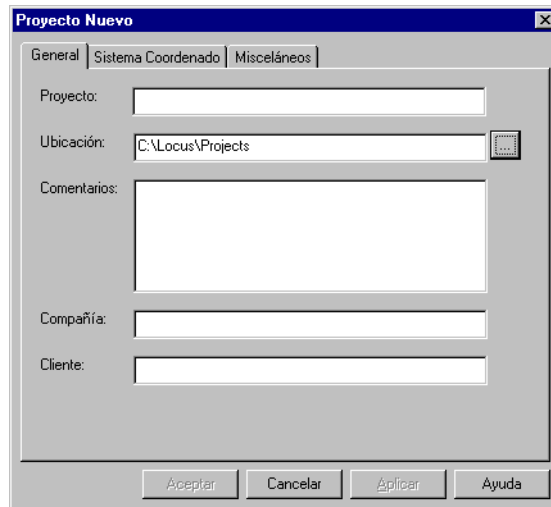 Proyecto Nuevo
General Sistema Coordenado Misceláneos
Proyecto:
Ubicación: C:\Locus\Projects ...
Comentarios:
Compañía:
Cliente:
Aceptar Cancelar Aplicar Ayuda